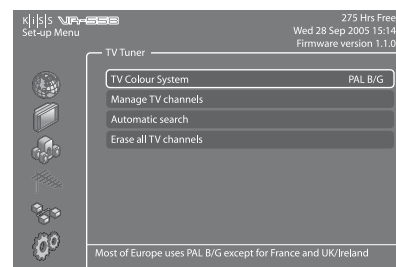 K|i|S|S VR-558
275 Hrs Free
Set-up Menu
Wed 28 Sep 2005 15:14
Firmware version 1.1.0
TV Tuner
TV Colour System PAL B/G
Manage TV channels
Automatic search
Erase all TV channels
Most of Europe uses PAL B/G except for France and UK/Ireland